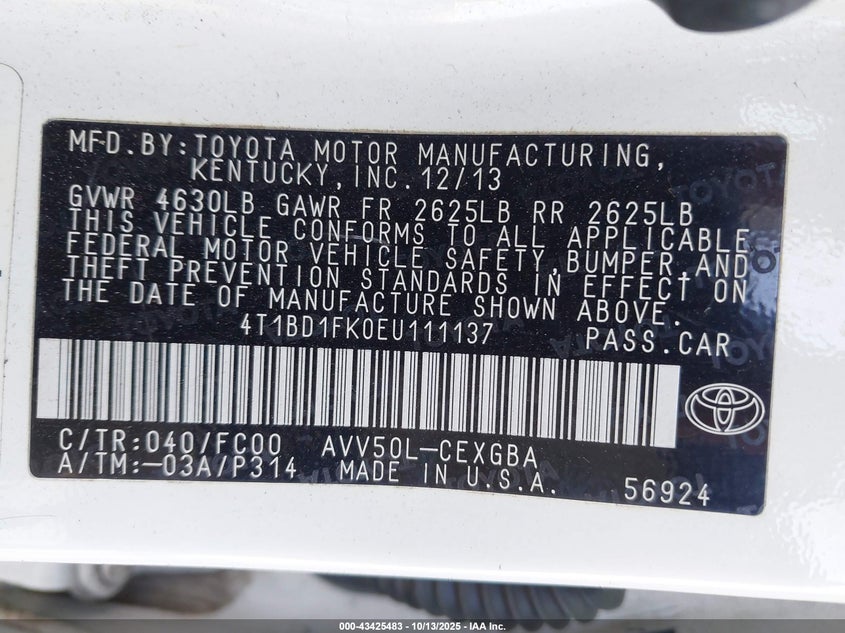 MFD.BY:TOYOTA MOTOR MANUFACTURING,
KENTUCKY, INC. 12/13
GVWR 4630LB GAWR FR 2625LB RR 2625LB
THIS VEHICLE CONFORMS TO ALL APPLICABLE
FEDERAL MOTOR VEHICLE SAFETY, BUMPER, AND
THEFT PREVENTION STANDARDS IN EFFECT ON
THE DATE OF MANUFACTURE SHOWN ABOVE.
4T1BD1FK0EU111137 PASS.CAR
C/TR:040/FC00 AVV50L-CEXGBA
A/TM:-03A/P314 MADE IN U.S.A. 56924
000-43425483 - 10/13/2025 - IAA Inc.